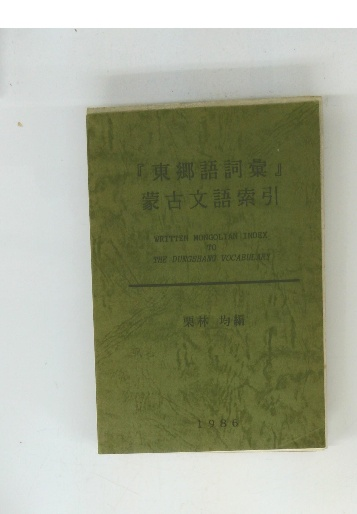 『東郷語詞彙』
蒙古文語索引
WRITTEN MONGOLIAN INDEX
TO
THE DUNGSIANG VOCABULARY
栗林 均編
1986